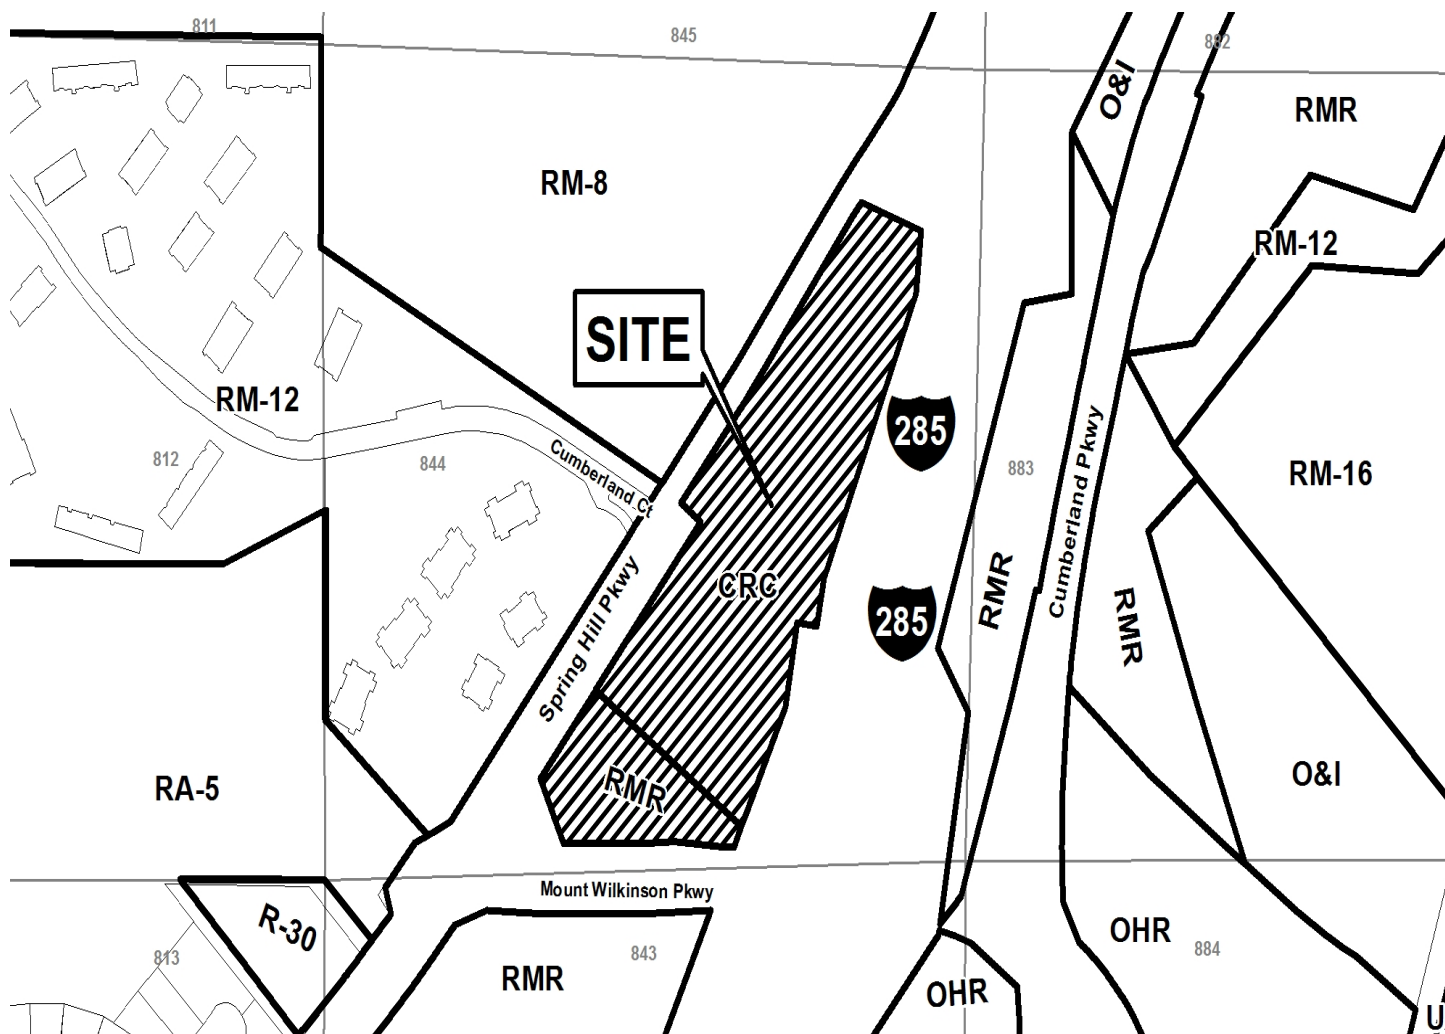 811
845
882
O&I
RMR
RM-8
RM-12
SITE
RM-12
285
Cumberland Pkwy
812
844
Cumberland Ct
883
RM-16
RMR
CRC
Spring Hill Pkwy
285
RMR
RMR
RA-5
O&I
Mount Wilkinson Pkwy
R-30
813
843
OHR
884
RMR
OHR
U